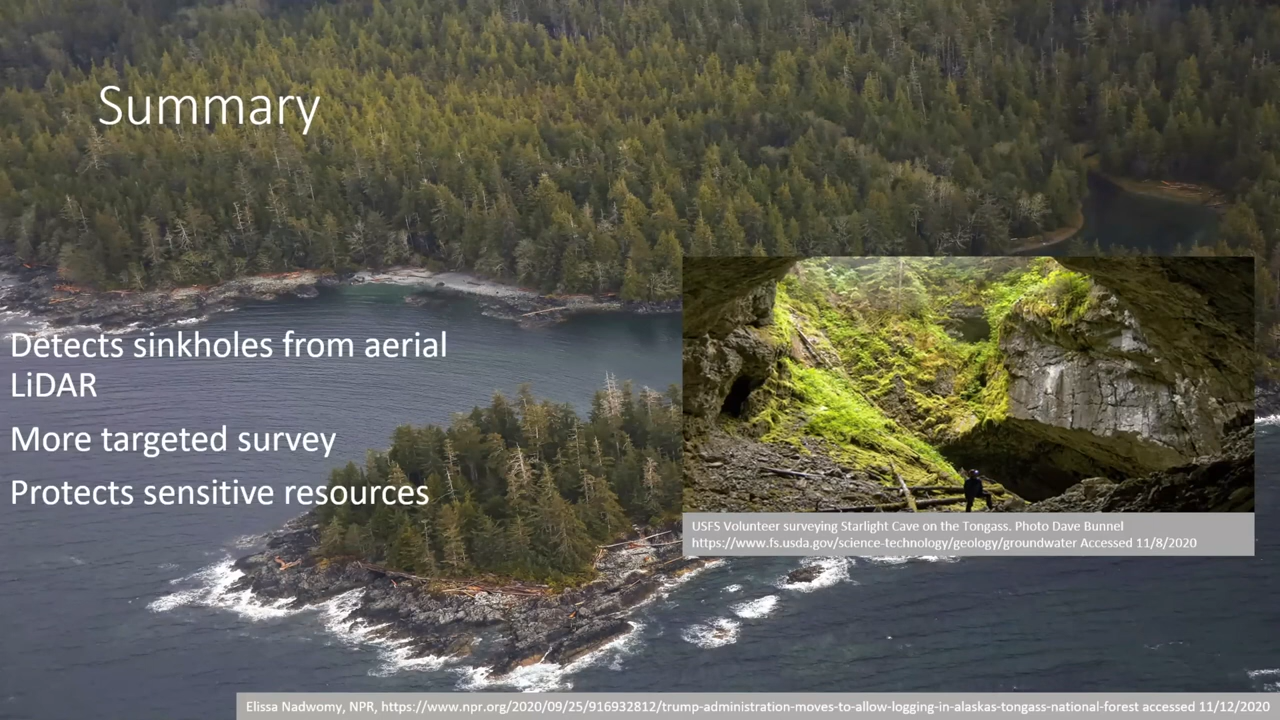 Summary
Detects sinkholes from aerial
LiDAR
More targeted survey
Protects sensitive resources
USFS Volunteer surveying Starlight Cave on the Tongass. Photo Dave Bunnel
https://www.fs.usda.gov/science-technology/geology/groundwater Accessed 11/8/2020
Elissa Nadwomy, NPR, https://www.npr.org/2020/09/25/916932812/trump-administration-moves-to-allow-logging-in-alaskas-tongass-national-forest accessed 11/12/2020